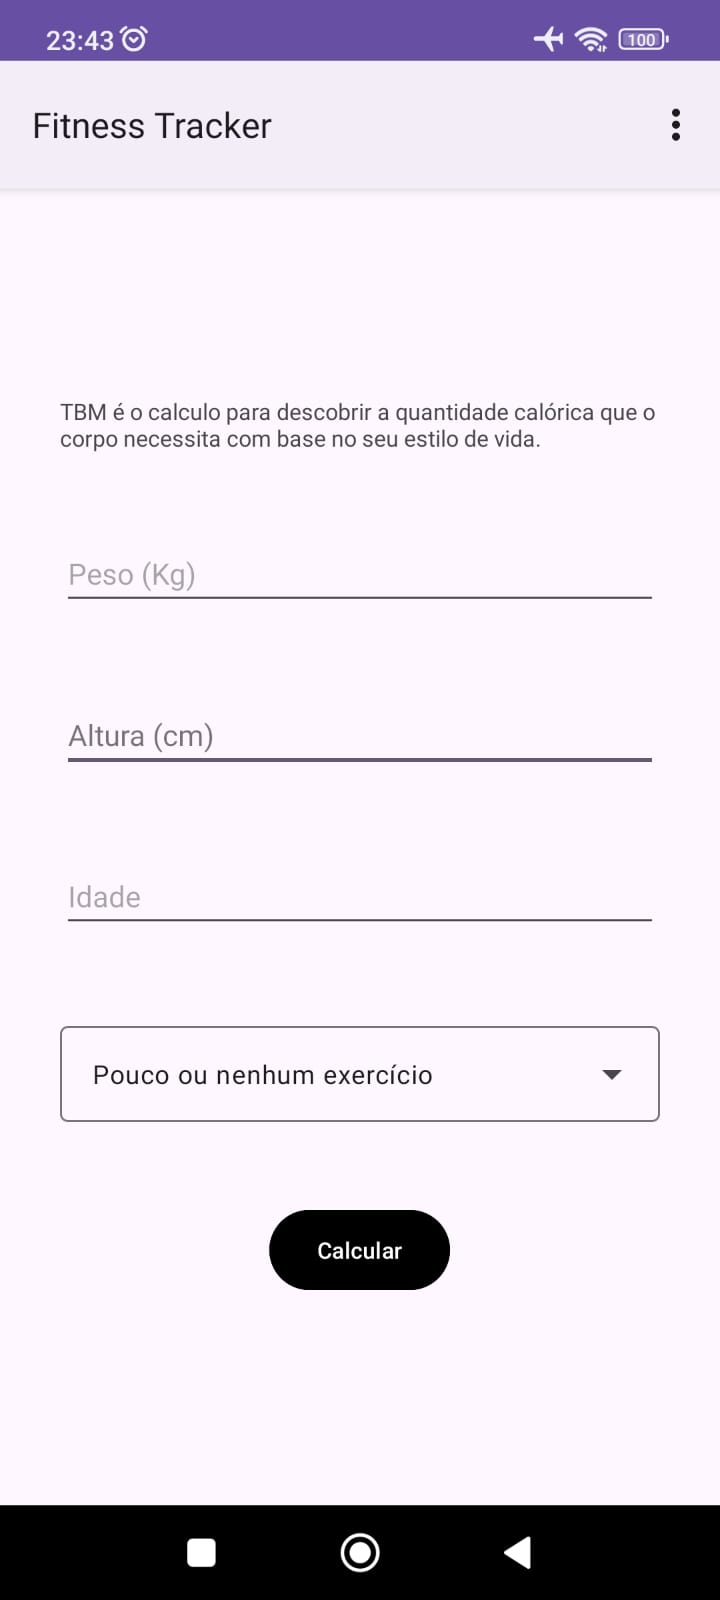 23:43
100
Fitness Tracker
TBM é o calculo para descobrir a quantidade calórica que o
corpo necessita com base no seu estilo de vida.
Peso (Kg)
Altura (cm)
Idade
Pouco ou nenhum exercício
Calcular